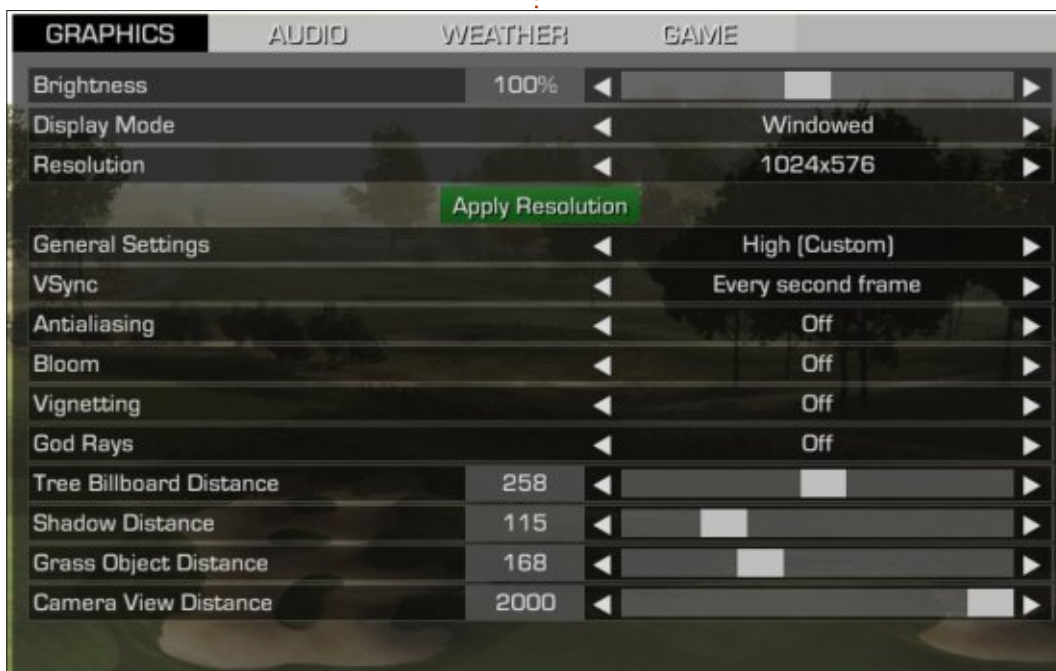 GRAPHICS AUDIO WEATHER GAME
Brightness 100%
Display Mode Windowed
Resolution 1024x576
Apply Resolution
General Settings High (Custom)
VSync Every second frame
Antialiasing Off
Bloom Off
Vignetting Off
God Rays Off
Tree Billboard Distance 258
Shadow Distance 115
Grass Object Distance 168
Camera View Distance 2000